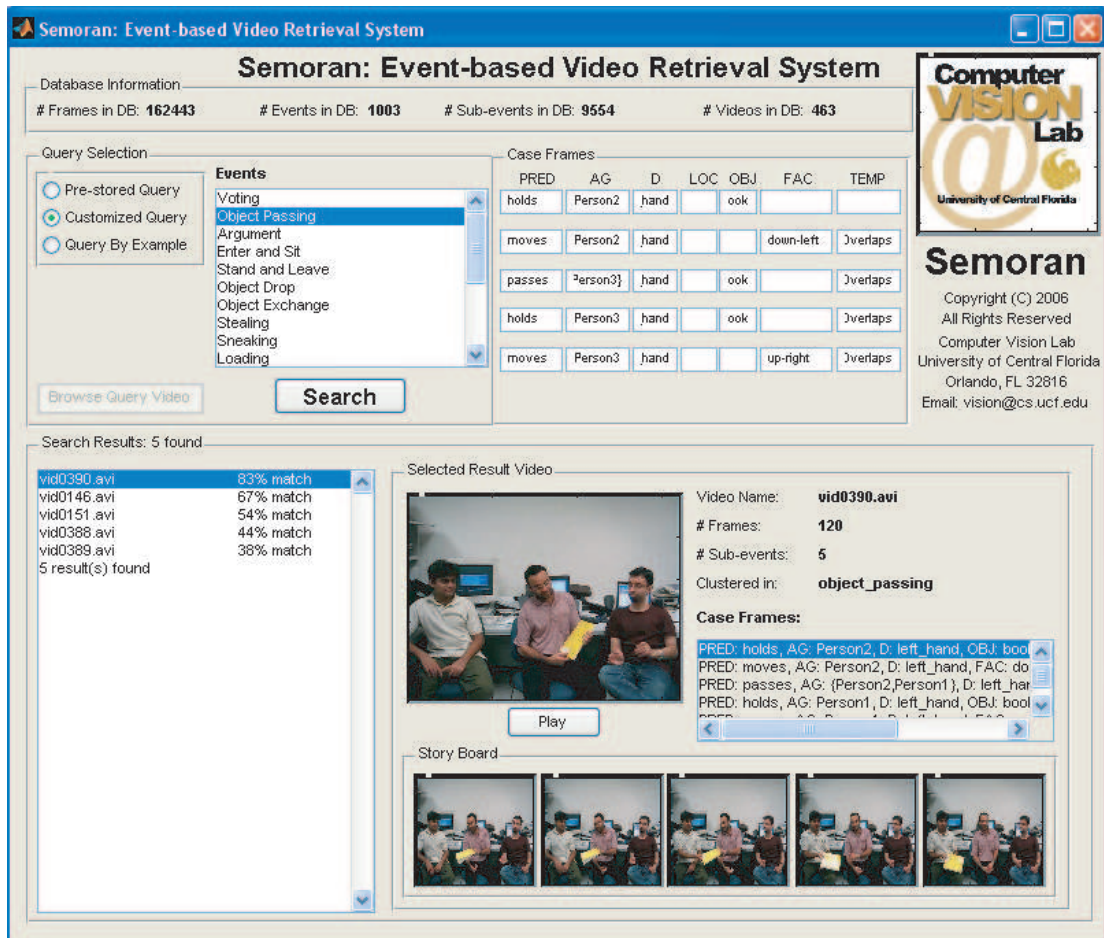 Semoran: Event-based Video Retrieval System
Semoran: Event-based Video Retrieval System
Database Information
# Frames in DB: 162443 # Events in DB: 1003 # Sub-events in DB: 9554 # Videos in DB: 463
Computer
VISION
Lab
@
University of Central Florida
Semoran
Copyright (C) 2006
All Rights Reserved
Computer Vision Lab
University of Central Florida
Orlando, FL 32816
Email: vision@cs.ucf.edu
Query Selection
Pre-stored Query
Customized Query
Query By Example
Browse Query Video
Events
Voting
Object Passing
Argument
Enter and Sit
Stand and Leave
Object Drop
Object Exchange
Stealing
Sneaking
Loading
Search
Case Frames
PRED AG D LOC OBJ FAC TEMP
holds Person2 hand ook
moves Person2 hand down-left Overlaps
passes Person3} hand ook Overlaps
holds Person3 hand ook Overlaps
moves Person3 hand up-right Overlaps
Search Results: 5 found
vid0390.avi 83% match
vid0146.avi 67% match
vid0151.avi 54% match
vid0388.avi 44% match
vid0389.avi 38% match
5 result(s) found
Selected Result Video
Play
Video Name: vid0390.avi
# Frames: 120
# Sub-events: 5
Clustered in: object_passing
Case Frames:
PRED: holds, AG: Person2, D: left_hand, OBJ: bool
PRED: moves, AG: Person2, D: left_hand, FAC: do
PRED: passes, AG: {Person2,Person1}, D: left_har
PRED: holds, AG: Person1, D: left_hand, OBJ: bool
Story Board